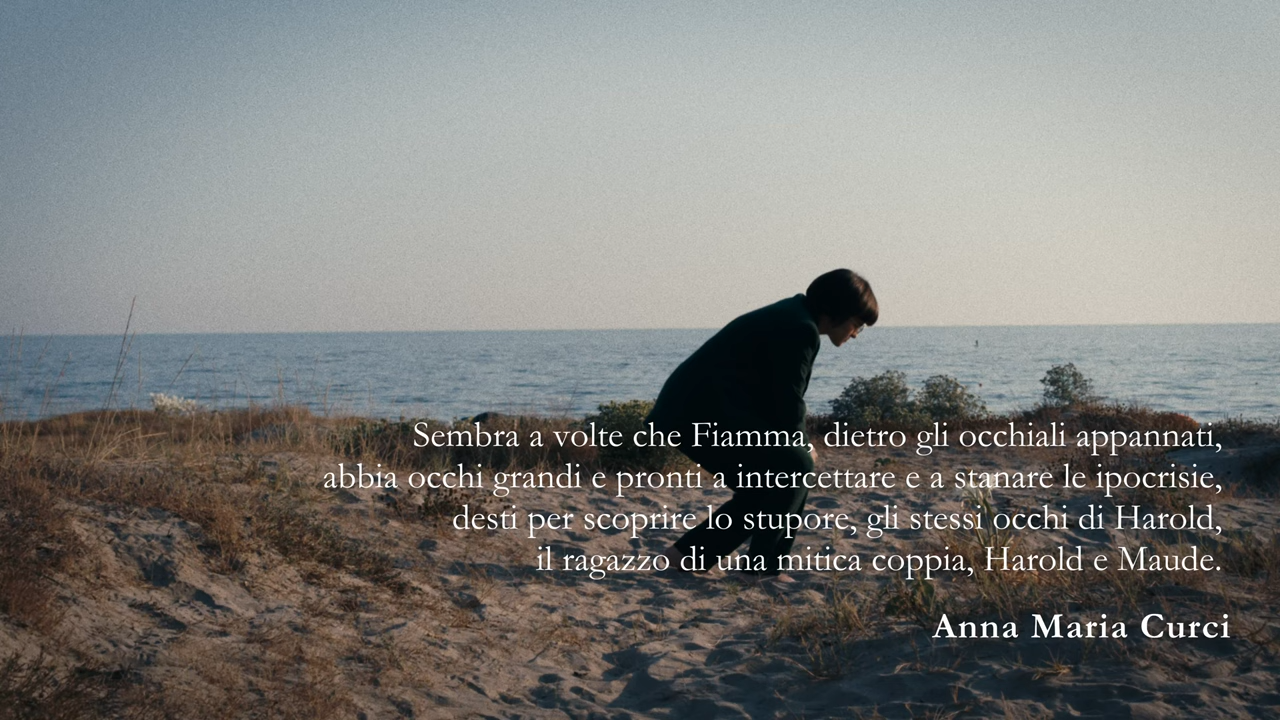 Sembra a volte che Fiamma, dietro gli occhiali appannati,
abbia occhi grandi e pronti a intercettare e a stanare le ipocrisie,
desti per scoprire lo stupore, gli stessi occhi di Harold,
il ragazzo di una mitica coppia, Harold e Maude.
Anna Maria Curci